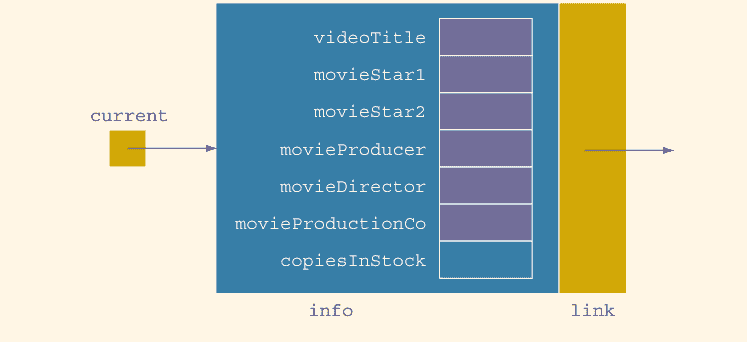 videoTitle
movieStar1
movieStar2
movieProducer
movieDirector
movieProductionCo
copiesInStock
current
info
link